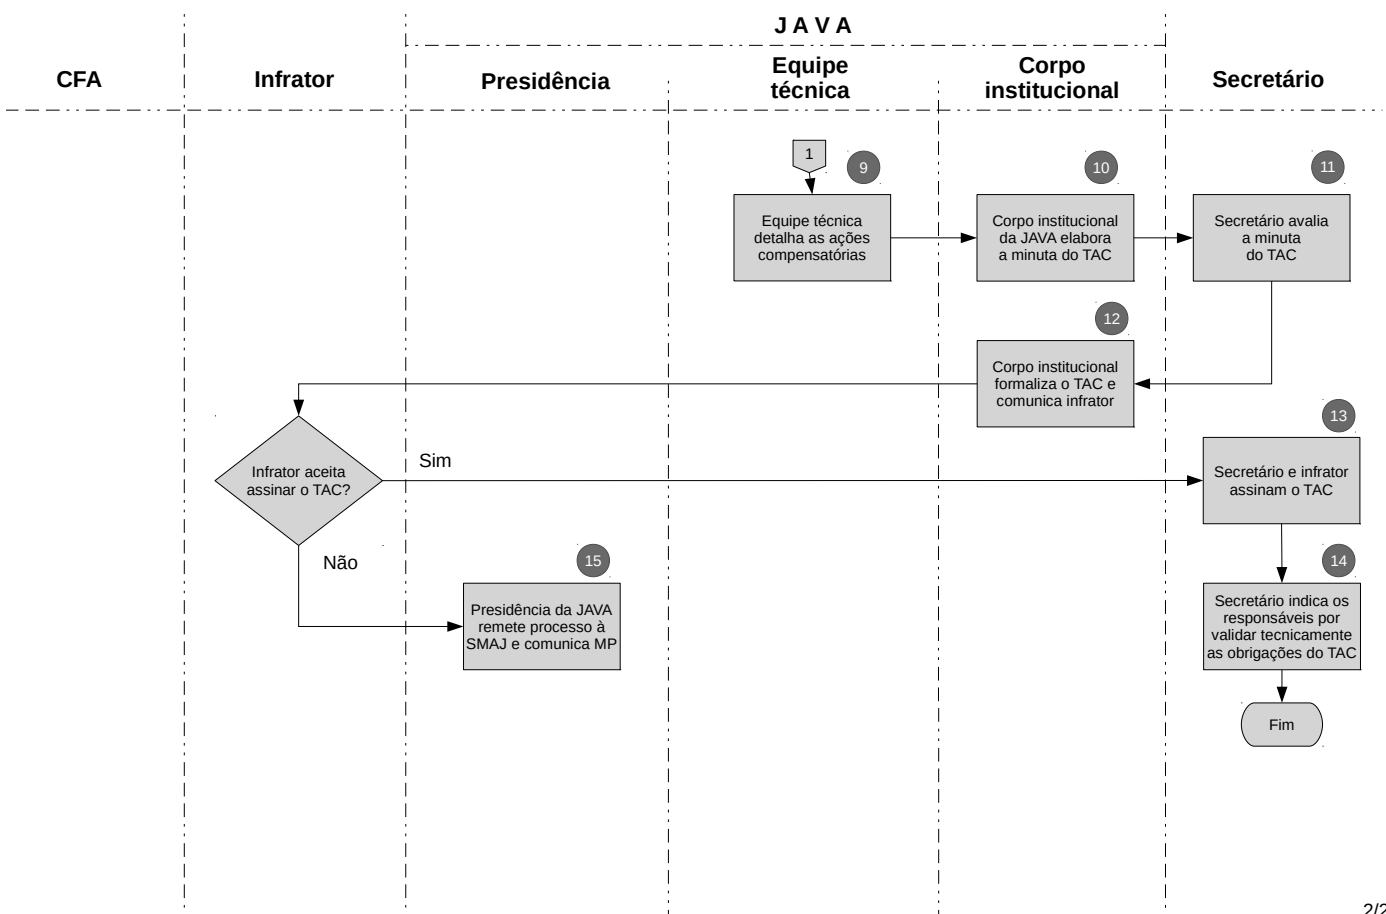 J A V A
CFA
Infrator
Presidência
Equipe
técnica
Corpo
institucional
Secretário
1
9
10
11
Equipe técnica
detalha as ações
compensatórias
Corpo institucional
da JAVA elabora
a minuta do TAC
Secretário avalia
a minuta
do TAC
12
Corpo institucional
formaliza o TAC e
comunica infrator
13
Infrator aceita
assinar o TAC?
Sim
Secretário e infrator
assinam o TAC
Não
15
14
Presidência da JAVA
remete processo à
SMAJ e comunica MP
Secretário indica os
responsáveis por
validar tecnicamente
as obrigações do TAC
Fim
2/2